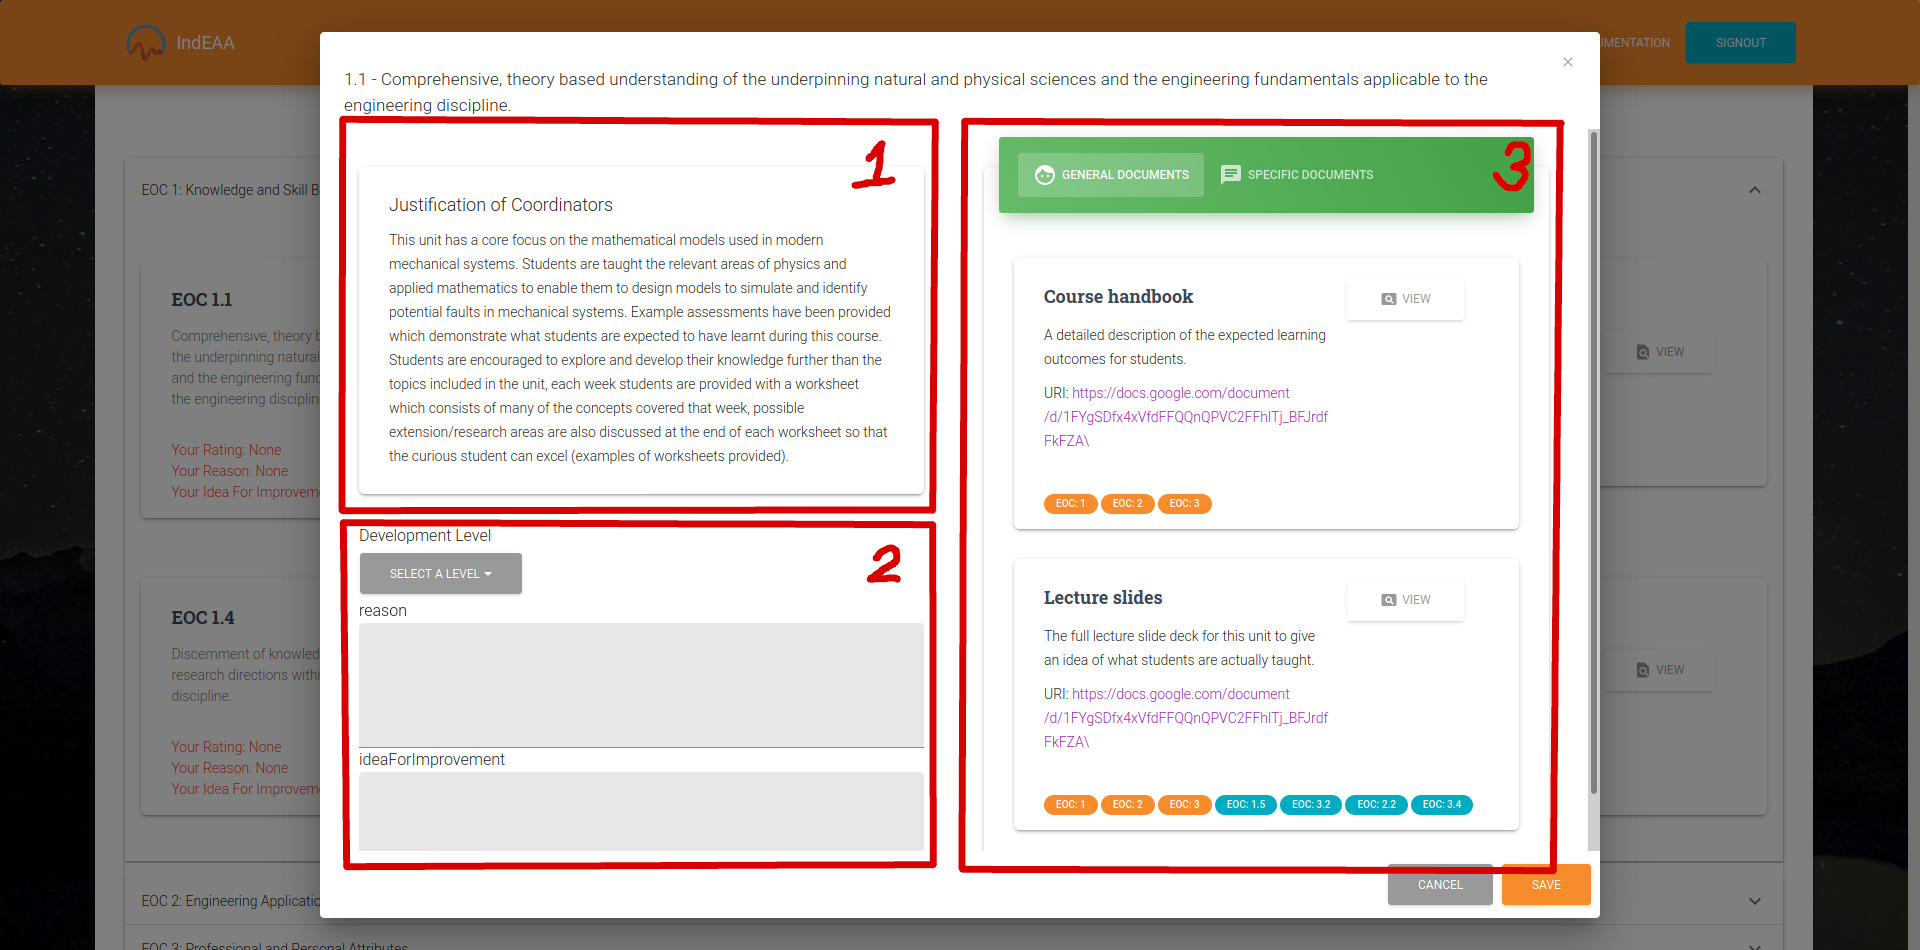 IndEAA
UMENTATION
SIGNOUT
×
1.1 - Comprehensive, theory based understanding of the underpinning natural and physical sciences and the engineering fundamentals applicable to the
engineering discipline.
1
Justification of Coordinators
This unit has a core focus on the mathematical models used in modern
mechanical systems. Students are taught the relevant areas of physics and
applied mathematics to enable them to design models to simulate and identify
potential faults in mechanical systems. Example assessments have been provided
which demonstrate what students are expected to have learnt during this course.
Students are encouraged to explore and develop their knowledge further than the
topics included in the unit, each week students are provided with a worksheet
which consists of many of the concepts covered that week, possible
extension/research areas are also discussed at the end of each worksheet so that
the curious student can excel (examples of worksheets provided).
2
Development Level
SELECT A LEVEL
reason
ideaForImprovement
3
GENERAL DOCUMENTS
SPECIFIC DOCUMENTS
Course handbook
VIEW
A detailed description of the expected learning
outcomes for students.
URI: https://docs.google.com/document
/d/1FYgSDfx4xVfdFFQQnQPVC2FFhlTj_BFJrdf
FkFZA\
EOC: 1 EOC: 2 EOC: 3
Lecture slides
VIEW
The full lecture slide deck for this unit to give
an idea of what students are actually taught.
URI: https://docs.google.com/document
/d/1FYgSDfx4xVfdFFQQnQPVC2FFhlTj_BFJrdf
FkFZA\
EOC: 1 EOC: 2 EOC: 3 EOC: 1.5 EOC: 3.2 EOC: 2.2 EOC: 3.4
CANCEL
SAVE
EOC 1: Knowledge and Skill B
EOC 1.1
Comprehensive, theory b
the underpinning natural
and the engineering fund
the engineering disciplin
Your Rating: None
Your Reason: None
Your Idea For Improvem
VIEW
EOC 1.4
Discernment of knowled
research directions withi
discipline.
Your Rating: None
Your Reason: None
Your Idea For Improvem
VIEW
EOC 2: Engineering Applicatio
EOC 3: Professional and Personal Attributes